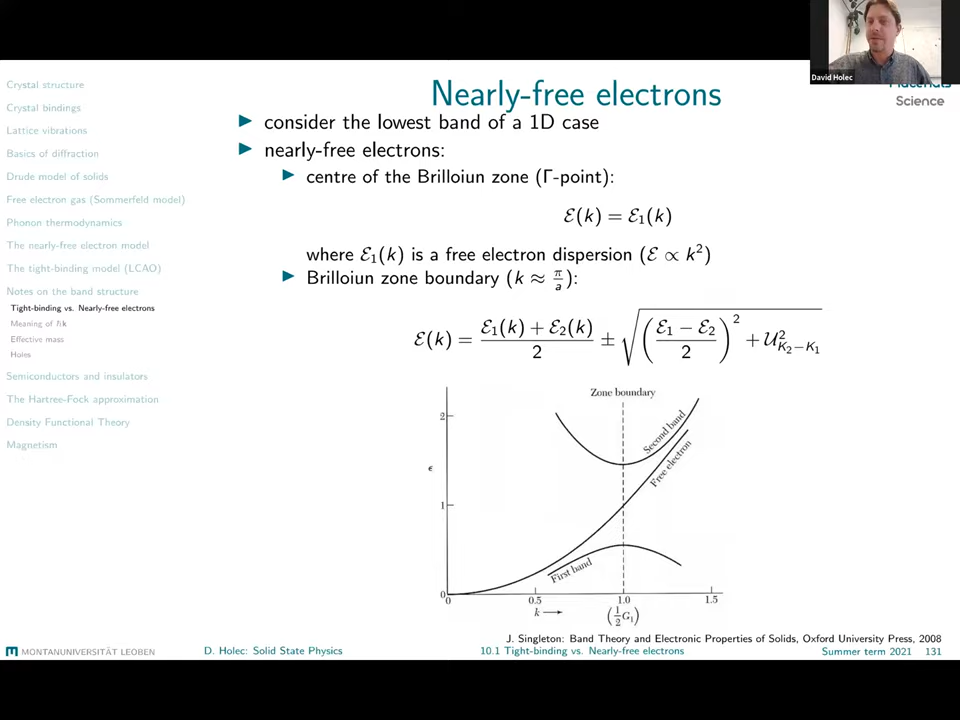 David Holec
Materials
Science
Crystal structure
Crystal bindings
Lattice vibrations
Basics of diffraction
Drude model of solids
Free electron gas (Sommerfeld model)
Phonon thermodynamics
The nearly-free electron model
The tight-binding model (LCAO)
Notes on the band structure
Tight-binding vs. Nearly-free electrons
Meaning of ℏk
Effective mass
Holes
Semiconductors and insulators
The Hartree-Fock approximation
Density Functional Theory
Magnetism
Nearly-free electrons
▶ consider the lowest band of a 1D case
▶ nearly-free electrons:
▶ centre of the Brilloiun zone (Γ-point):
ℰ(k) = ℰ₁(k)
where ℰ₁(k) is a free electron dispersion (ℰ ∝ k²)
▶ Brilloiun zone boundary (k ≈ π/a):
ℰ(k) = (ℰ₁(k) + ℰ₂(k))/2 ± √(((ℰ₁ − ℰ₂)/2)² + 𝒰²_{K₂−K₁})
Zone boundary
2
Second band
Free electron
ϵ
1
First band
0
0 0.5 1.0 1.5
k → (½G₁)
J. Singleton: Band Theory and Electronic Properties of Solids, Oxford University Press, 2008
MONTANUNIVERSITÄT LEOBEN D. Holec: Solid State Physics 10.1 Tight-binding vs. Nearly-free electrons Summer term 2021 131